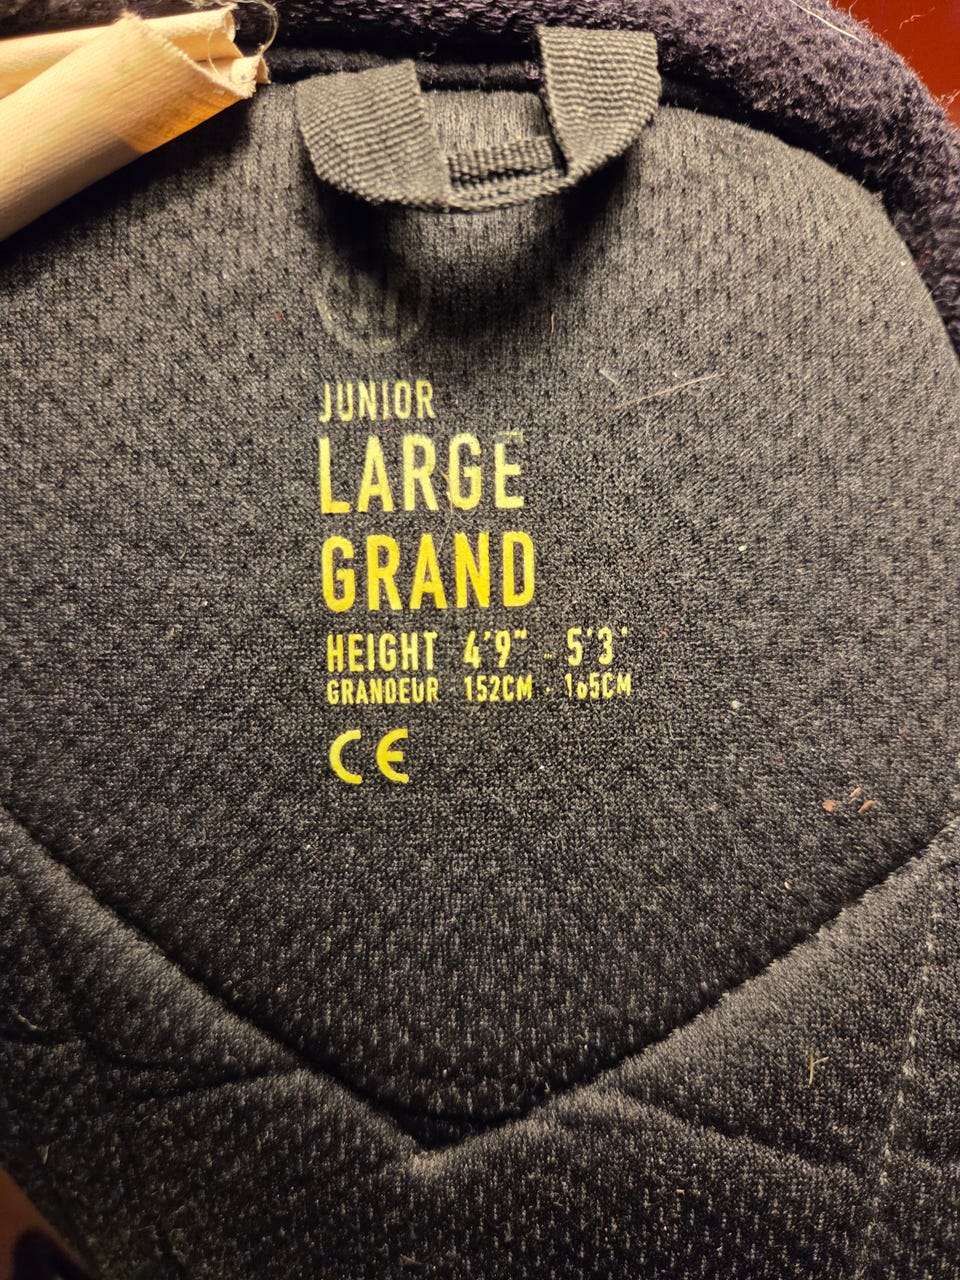 JUNIOR
LARGE
GRAND
HEIGHT 4'9" - 5'3"
GRANDEUR 152CM - 165CM
CE